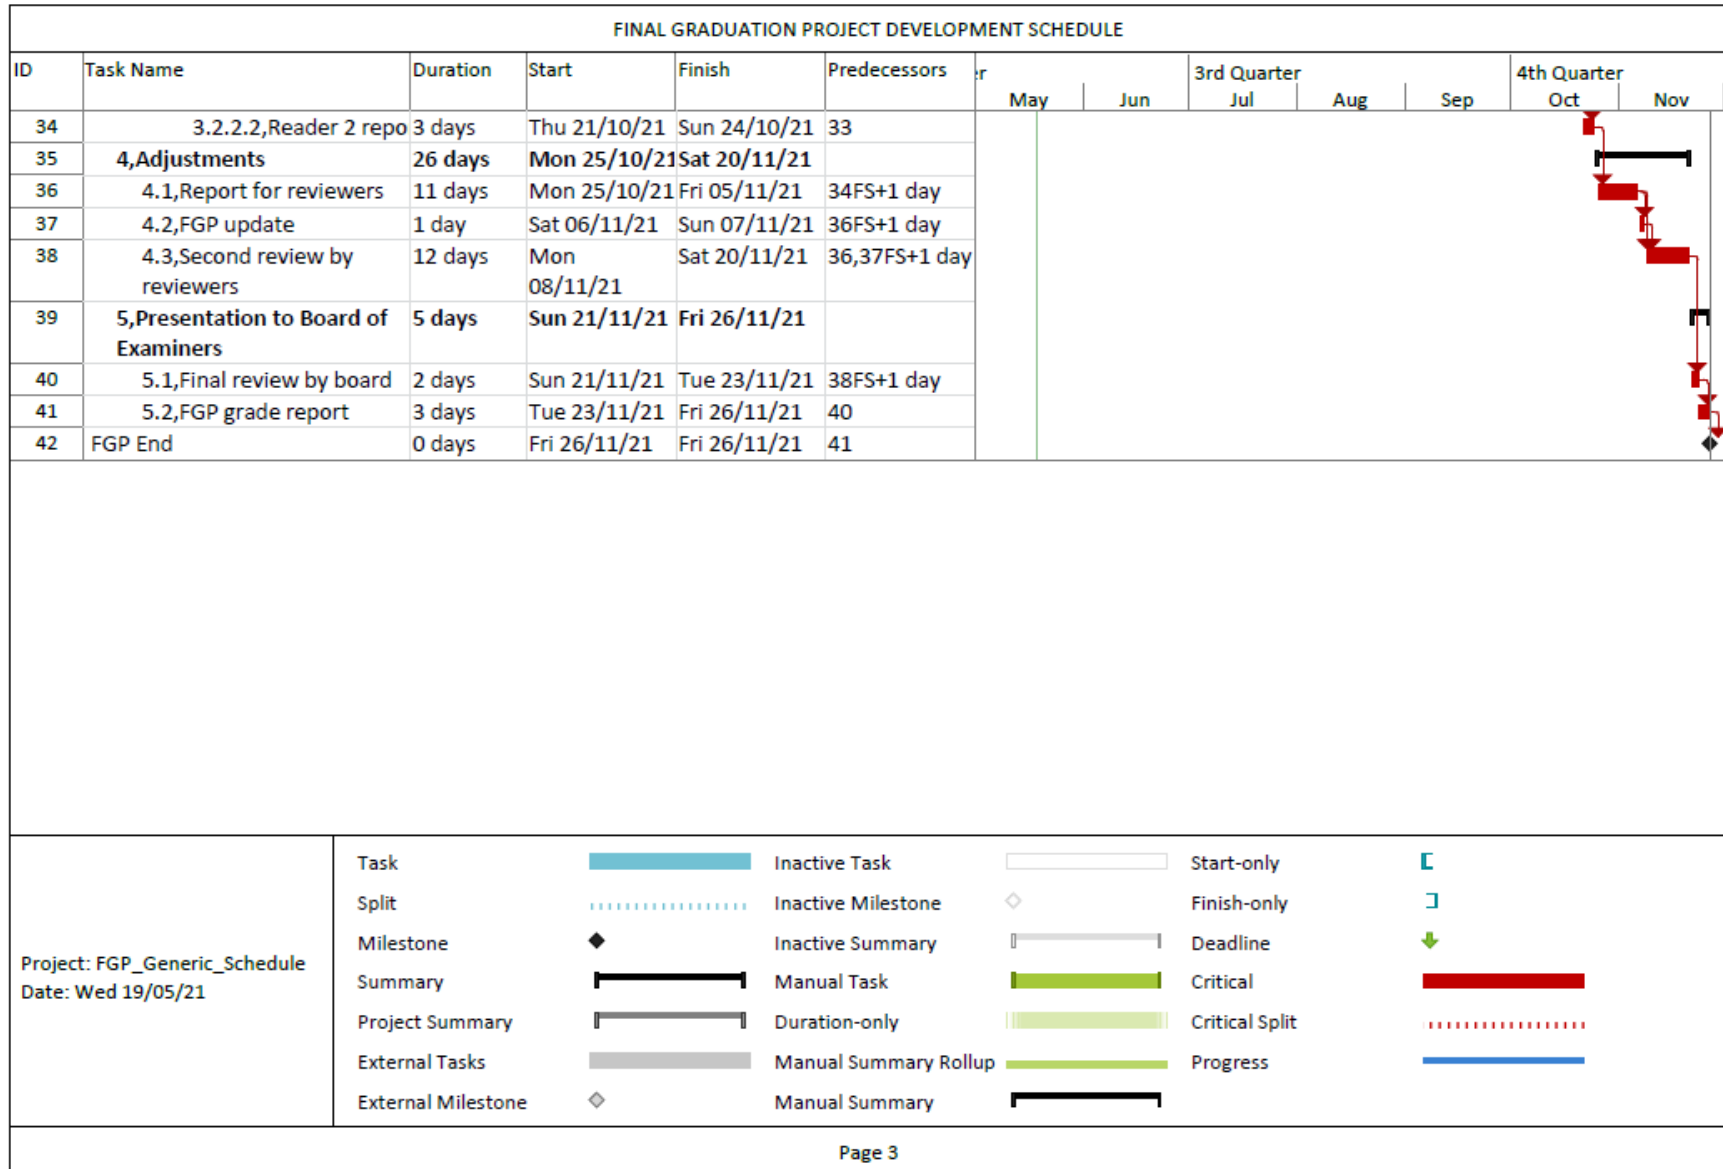 FINAL GRADUATION PROJECT DEVELOPMENT SCHEDULE
ID Task Name Duration Start Finish Predecessors r 3rd Quarter 4th Quarter
May Jun Jul Aug Sep Oct Nov
34 3.2.2.2,Reader 2 repo 3 days Thu 21/10/21 Sun 24/10/21 33
35 4,Adjustments 26 days Mon 25/10/21 Sat 20/11/21
36 4.1,Report for reviewers 11 days Mon 25/10/21 Fri 05/11/21 34FS+1 day
37 4.2,FGP update 1 day Sat 06/11/21 Sun 07/11/21 36FS+1 day
38 4.3,Second review by 12 days Mon Sat 20/11/21 36,37FS+1 day
reviewers 08/11/21
39 5,Presentation to Board of 5 days Sun 21/11/21 Fri 26/11/21
Examiners
40 5.1,Final review by board 2 days Sun 21/11/21 Tue 23/11/21 38FS+1 day
41 5.2,FGP grade report 3 days Tue 23/11/21 Fri 26/11/21 40
42 FGP End 0 days Fri 26/11/21 Fri 26/11/21 41
Project: FGP_Generic_Schedule
Date: Wed 19/05/21
Task Inactive Task Start-only
Split Inactive Milestone Finish-only
Milestone Inactive Summary Deadline
Summary Manual Task Critical
Project Summary Duration-only Critical Split
External Tasks Manual Summary Rollup Progress
External Milestone Manual Summary
Page 3